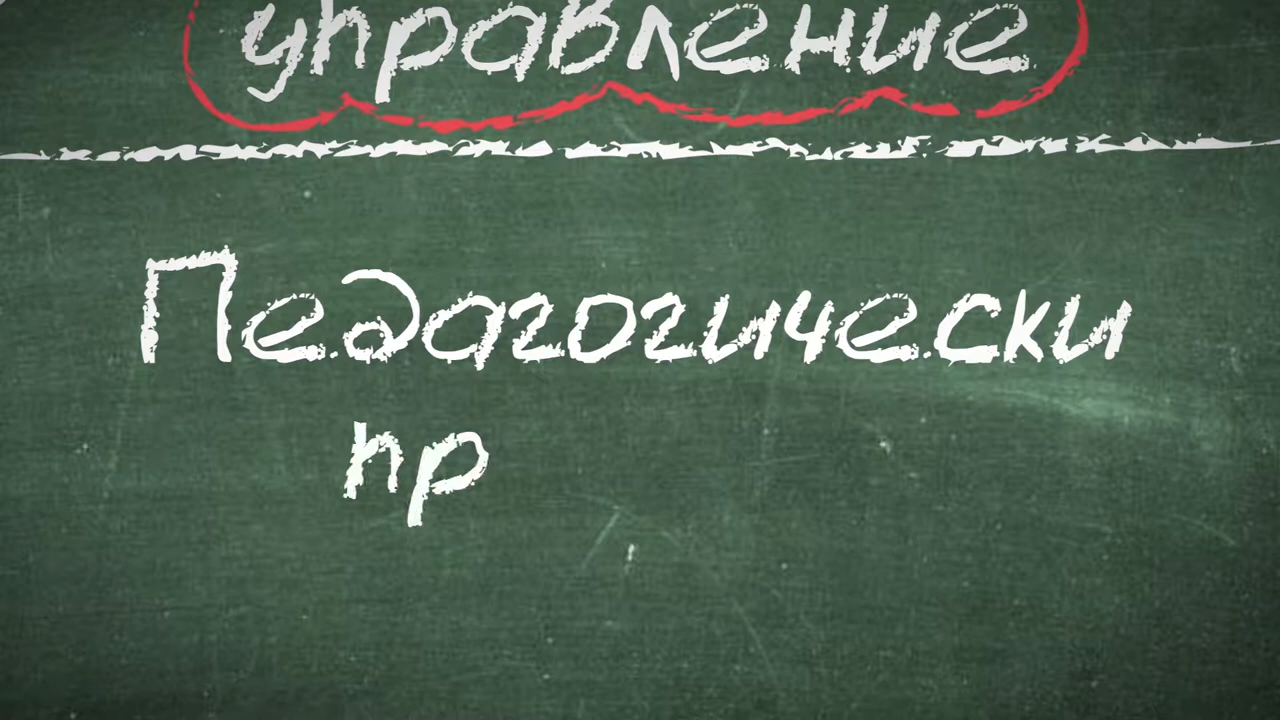 управление
Педагогически
пр